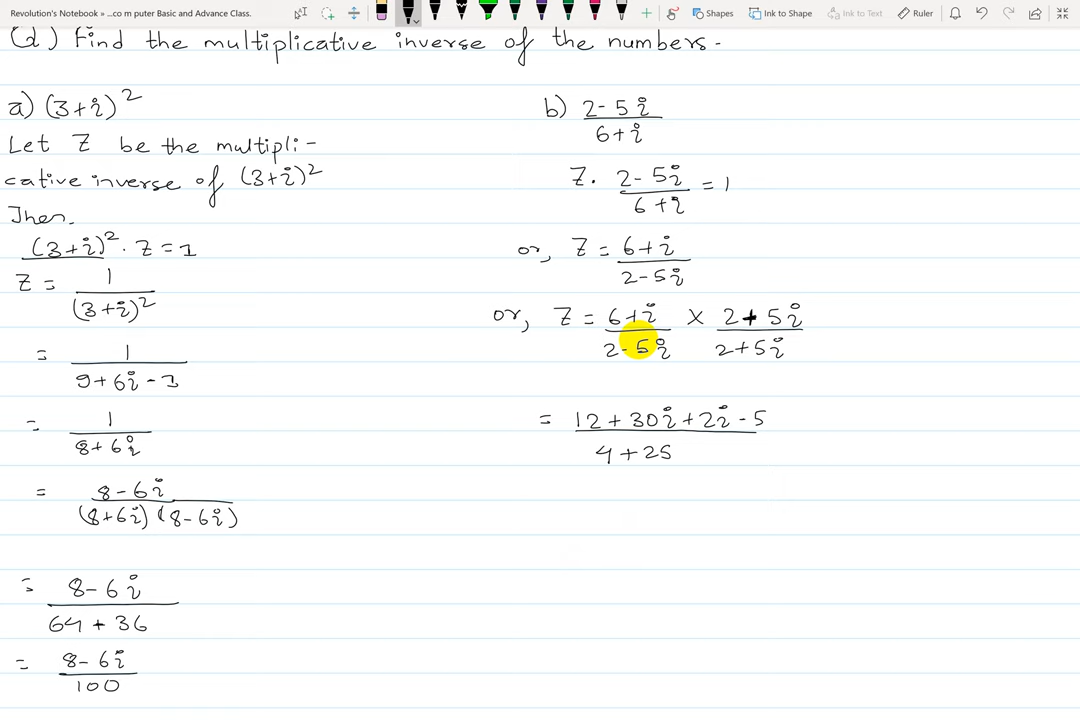 Revolution's Notebook » ...co m puter Basic and Advance Class.
Shapes
Ink to Shape
Ink to Text
Ruler
(d) Find the multiplicative inverse of the numbers.
a) (3+i)²
Let Z be the multipli-
cative inverse of (3+i)²
Then,
(3+i)² . Z = 1
Z = 1/(3+i)²
= 1/(9+6i-1)
= 1/(8+6i)
= (8-6i)/((8+6i)(8-6i))
= (8-6i)/(64+36)
= (8-6i)/100
b) (2-5i)/(6+i)
Z. (2-5i)/(6+i) = 1
or, Z = (6+i)/(2-5i)
or, Z = (6+i)/(2-5i) × (2+5i)/(2+5i)
= (12+30i+2i-5)/(4+25)